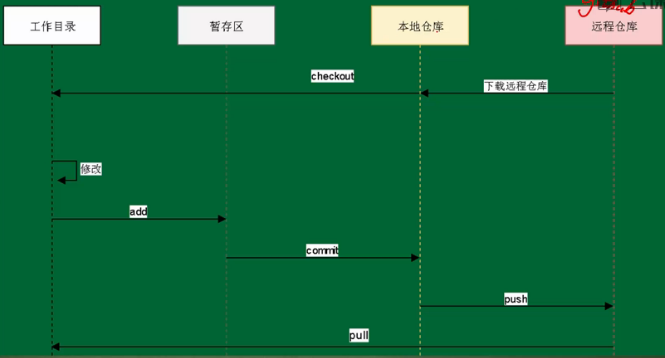 工作目录
暂存区
本地仓库
远程仓库
checkout
下载远程仓库
修改
add
commit
push
pull